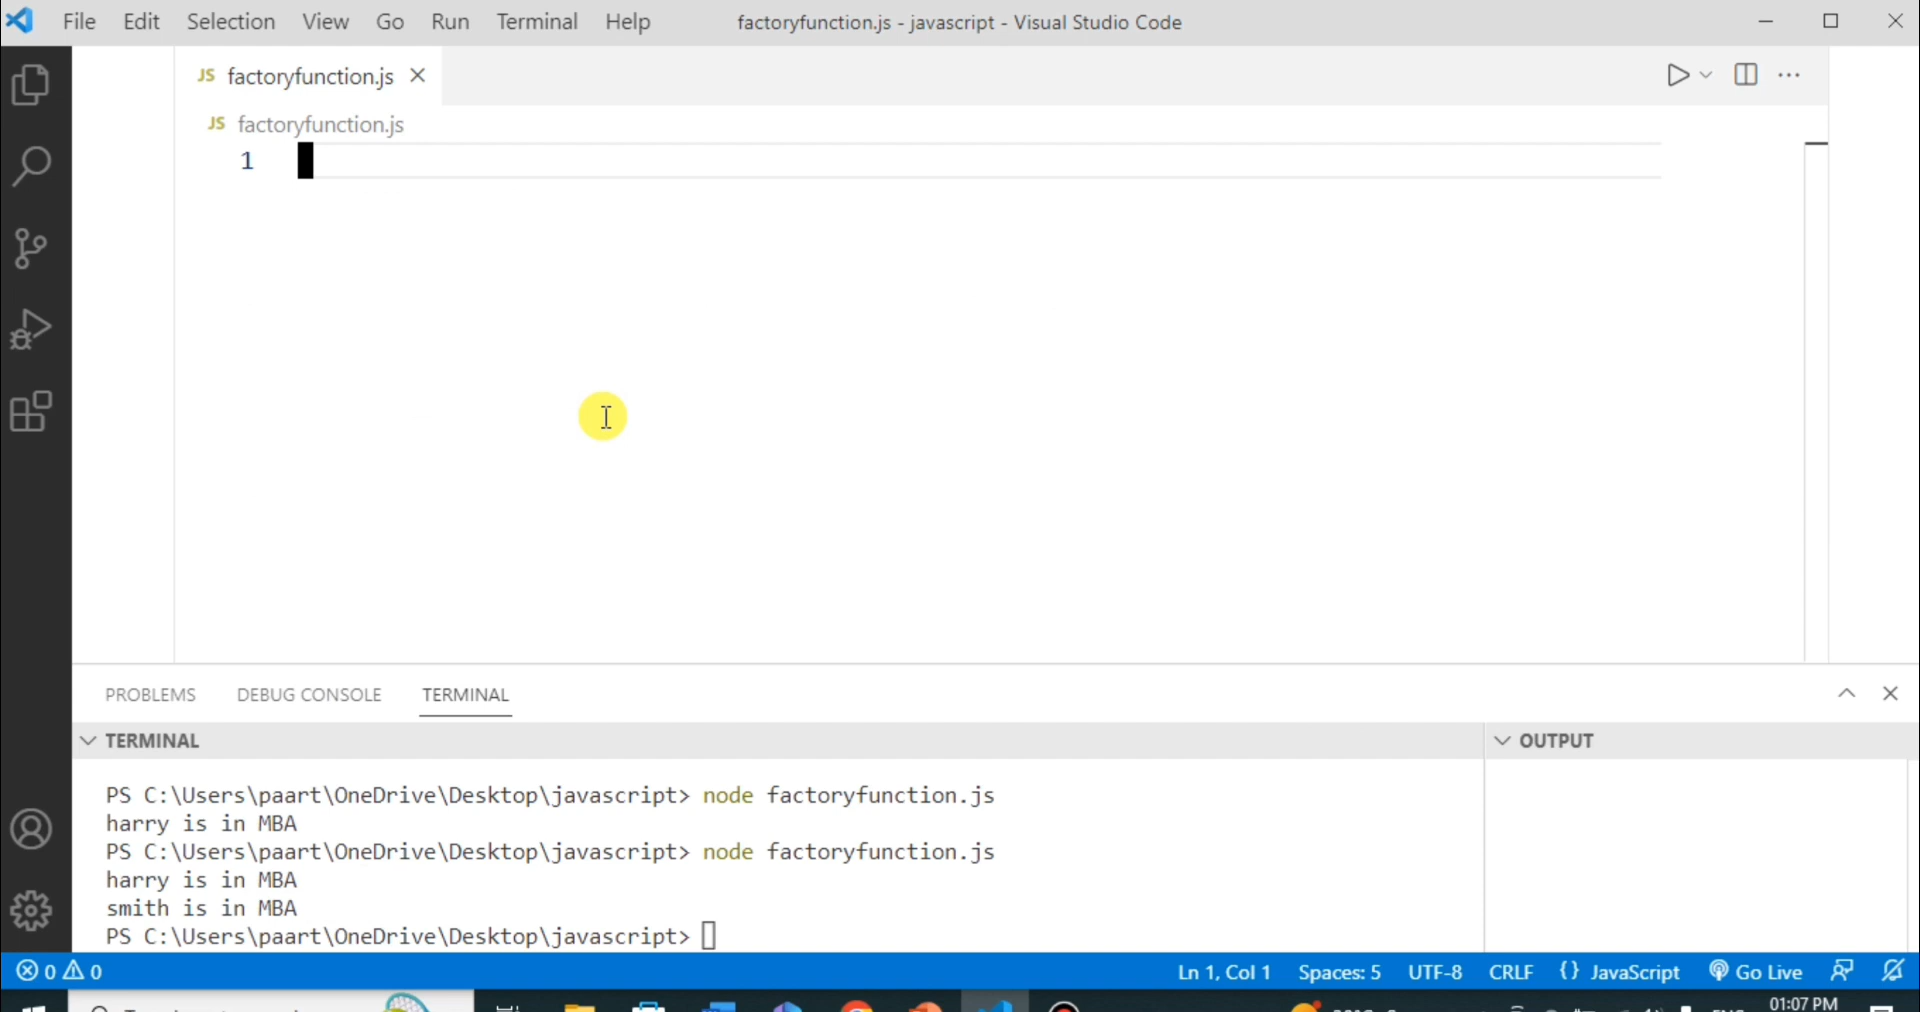 File Edit Selection View Go Run Terminal Help factoryfunction.js - javascript - Visual Studio Code
JS factoryfunction.js
JS factoryfunction.js
1
PROBLEMS DEBUG CONSOLE TERMINAL
TERMINAL OUTPUT
PS C:\Users\paart\OneDrive\Desktop\javascript> node factoryfunction.js
harry is in MBA
PS C:\Users\paart\OneDrive\Desktop\javascript> node factoryfunction.js
harry is in MBA
smith is in MBA
PS C:\Users\paart\OneDrive\Desktop\javascript>
0 0 Ln 1, Col 1 Spaces: 5 UTF-8 CRLF {} JavaScript Go Live
01:07 PM